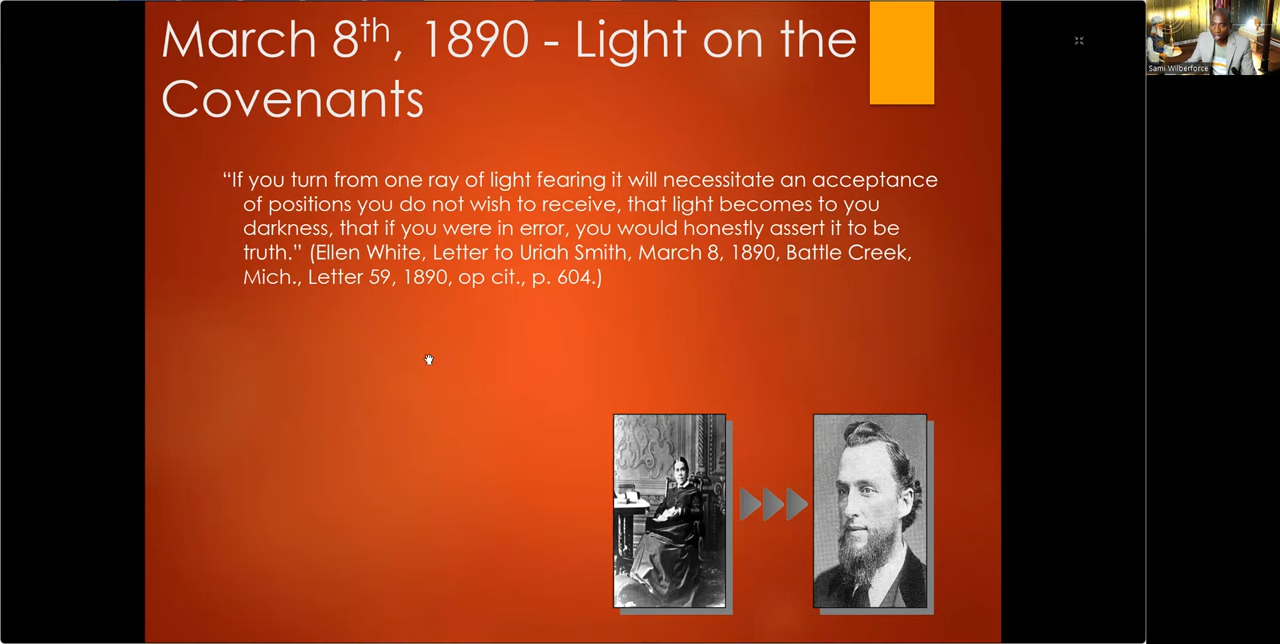 March 8th, 1890 - Light on the
Covenants
“If you turn from one ray of light fearing it will necessitate an acceptance
of positions you do not wish to receive, that light becomes to you
darkness, that if you were in error, you would honestly assert it to be
truth.” (Ellen White, Letter to Uriah Smith, March 8, 1890, Battle Creek,
Mich., Letter 59, 1890, op cit., p. 604.)
Sami Wilberforce